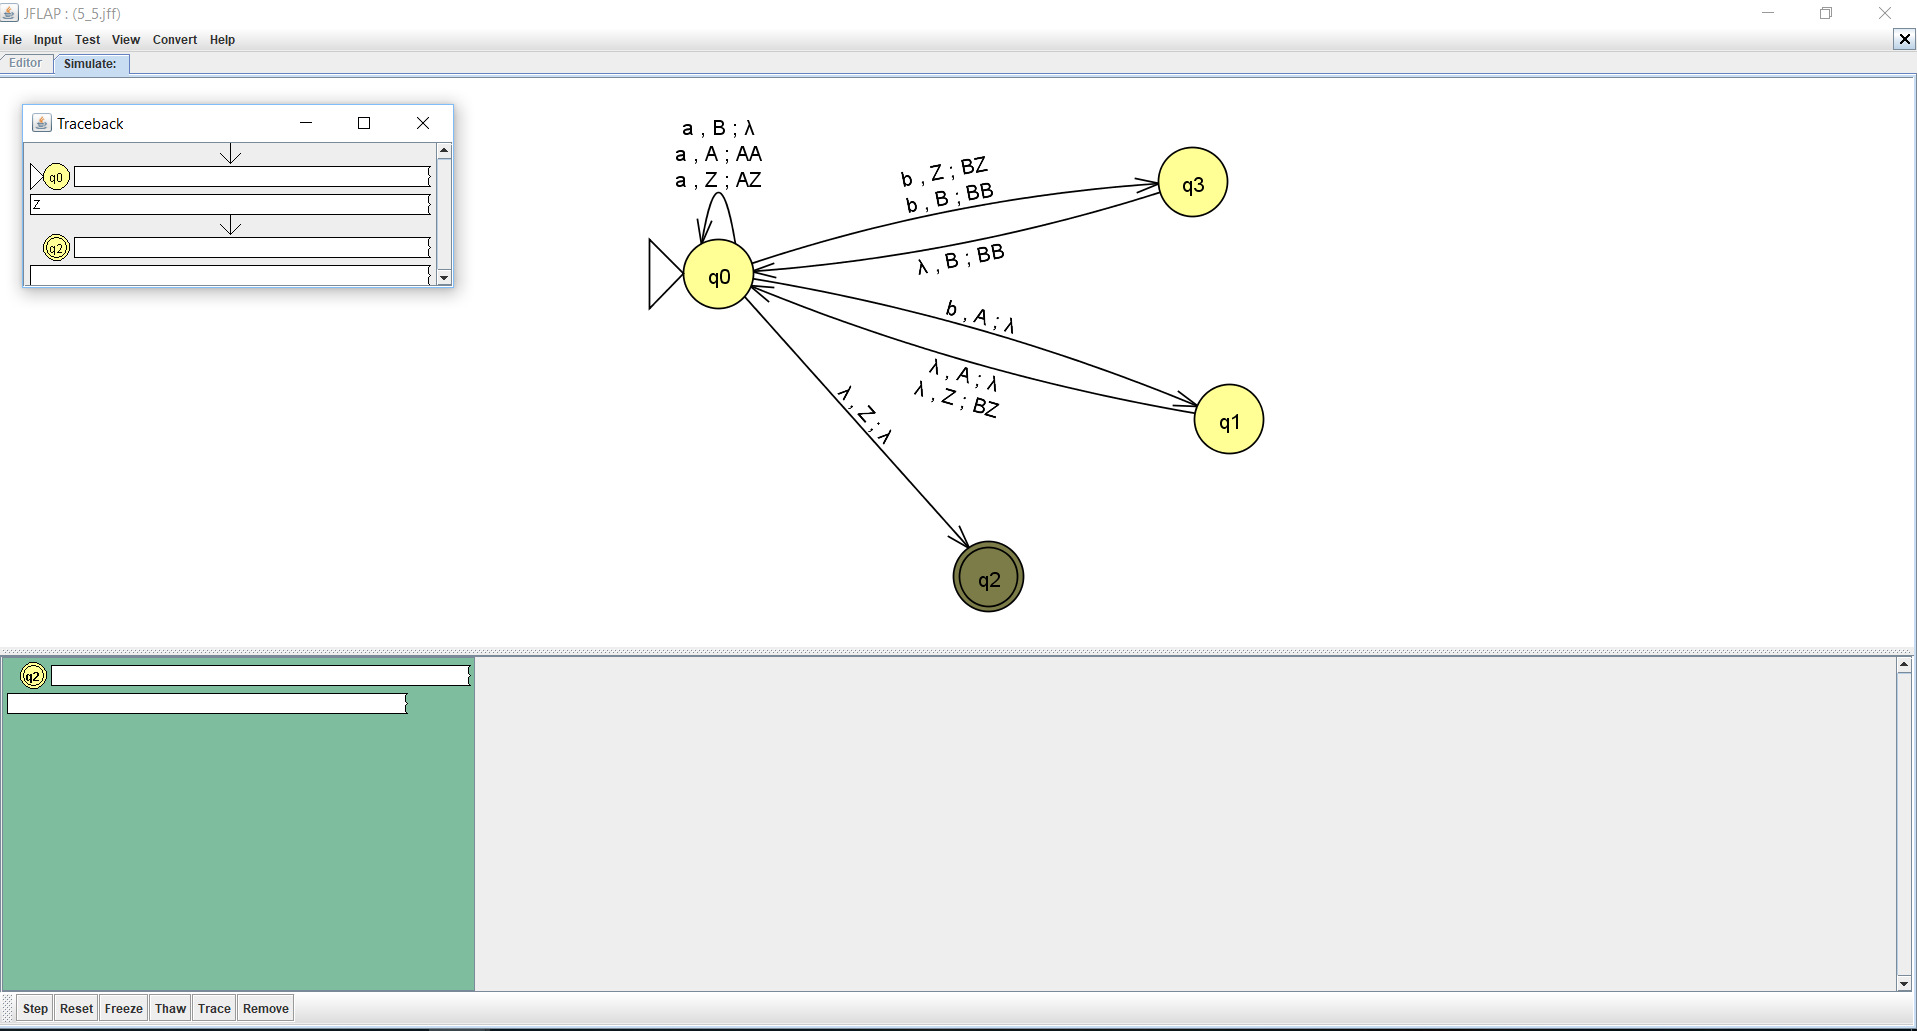 JFLAP : (5_5.jff)
File Input Test View Convert Help
Editor Simulate:
Traceback
q0
Z
q2
a , B ; λ
a , A ; AA
a , Z ; AZ
b , Z ; BZ
b , B ; BB
q3
λ , B ; BB
q0
b , A ; λ
λ , A ; λ
λ , Z ; BZ
q1
λ , Z ; λ
q2
q2
Step Reset Freeze Thaw Trace Remove